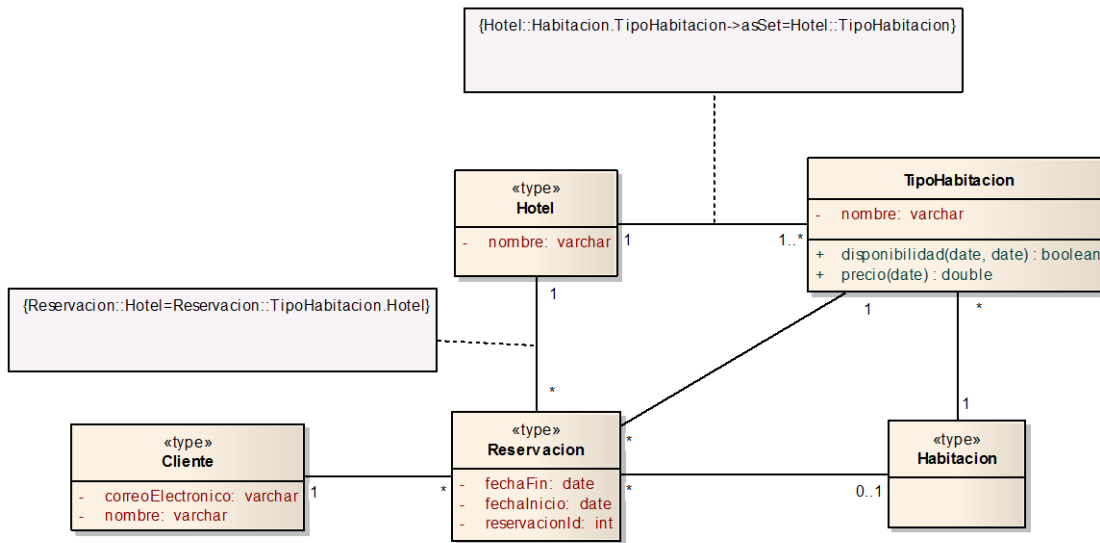 {Hotel::Habitacion.TipoHabitacion->asSet=Hotel::TipoHabitacion}
«type»
Hotel
- nombre: varchar
TipoHabitacion
- nombre: varchar
+ disponibilidad(date, date) : boolean
+ precio(date) : double
1
1..*
{Reservacion::Hotel=Reservacion::TipoHabitacion.Hotel}
1
1
*
*
1
«type»
Cliente
- correoElectronico: varchar
- nombre: varchar
«type»
Reservacion
- fechaFin: date
- fechaInicio: date
- reservacionId: int
*
«type»
Habitacion
1
*
*
0..1